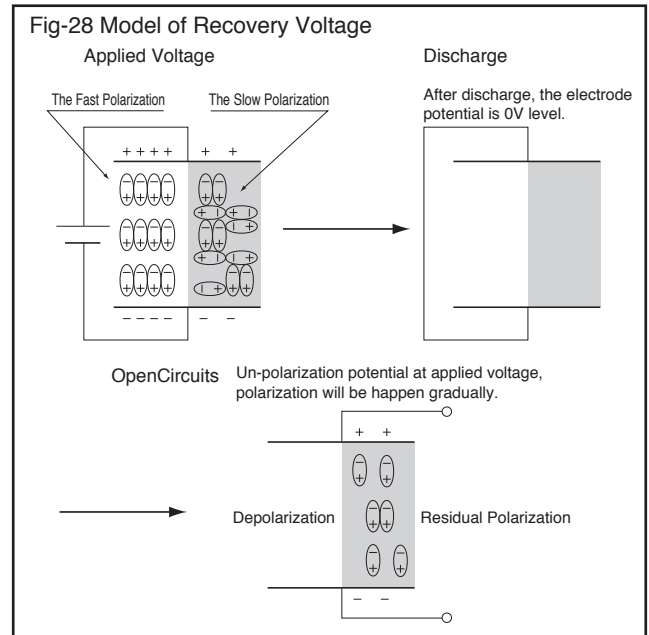 Fig-28 Model of Recovery Voltage
Applied Voltage
Discharge
The Fast Polarization
The Slow Polarization
After discharge, the electrode
potential is 0V level.
+ + + + + +
− − − − − −
OpenCircuits
Un-polarization potential at applied voltage,
polarization will be happen gradually.
+ +
Depolarization
Residual Polarization
− −